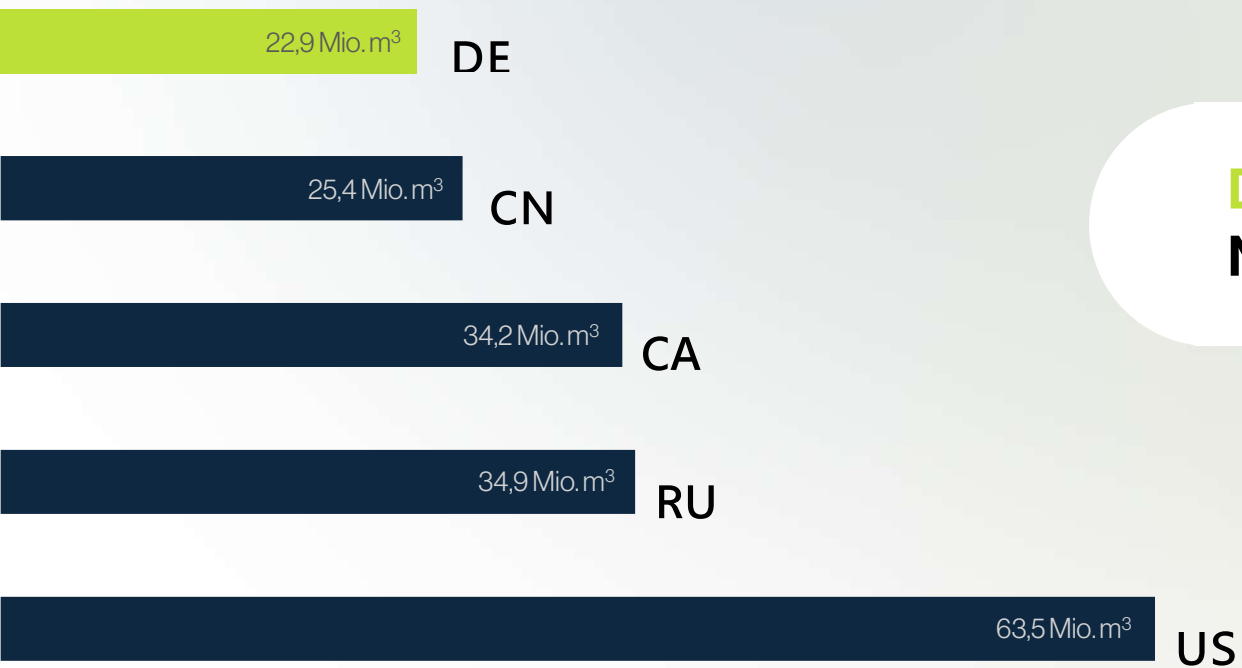 22,9 Mio. m³ DE
25,4 Mio. m³ CN
34,2 Mio. m³ CA
34,9 Mio. m³ RU
63,5 Mio. m³ US